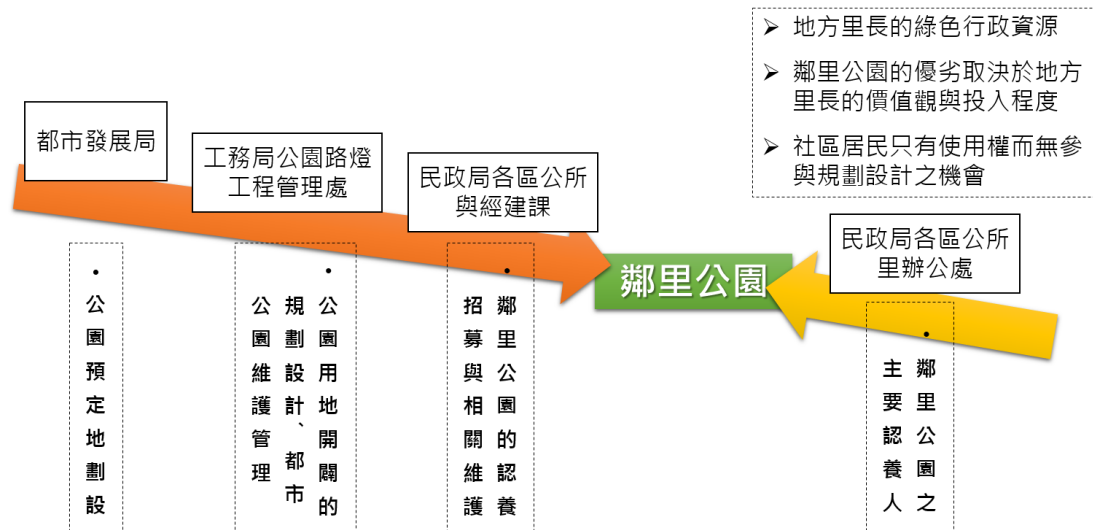 ➢ 地方里長的綠色行政資源
➢ 鄰里公園的優劣取決於地方
里長的價值觀與投入程度
➢ 社區居民只有使用權而無參
與規劃設計之機會
都市發展局
工務局公園路燈
工程管理處
民政局各區公所
與經建課
鄰里公園
民政局各區公所
里辦公處
•公園預定地劃設
•公園用地開闢的
規劃設計、都市
公園維護管理
•鄰里公園的認養
招募與相關維護
•鄰里公園之
主要認養人